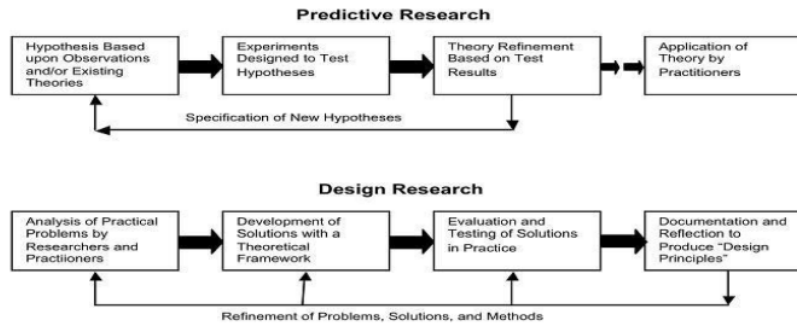 Predictive Research
Hypothesis Based
upon Observations
and/or Existing
Theories
Experiments
Designed to Test
Hypotheses
Theory Refinement
Based on Test
Results
Application of
Theory by
Practitioners
Specification of New Hypotheses
Design Research
Analysis of Practical
Problems by
Researchers and
Practiioners
Development of
Solutions with a
Theoretical
Framework
Evaluation and
Testing of Solutions
in Practice
Documentation and
Reflection to
Produce “Design
Principles”
Refinement of Problems, Solutions, and Methods